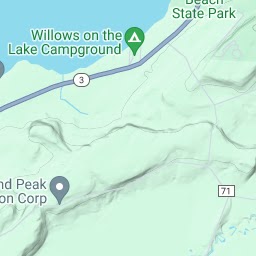 Beach
State Park
Willows on the
Lake Campground
3
nd Peak
on Corp
71